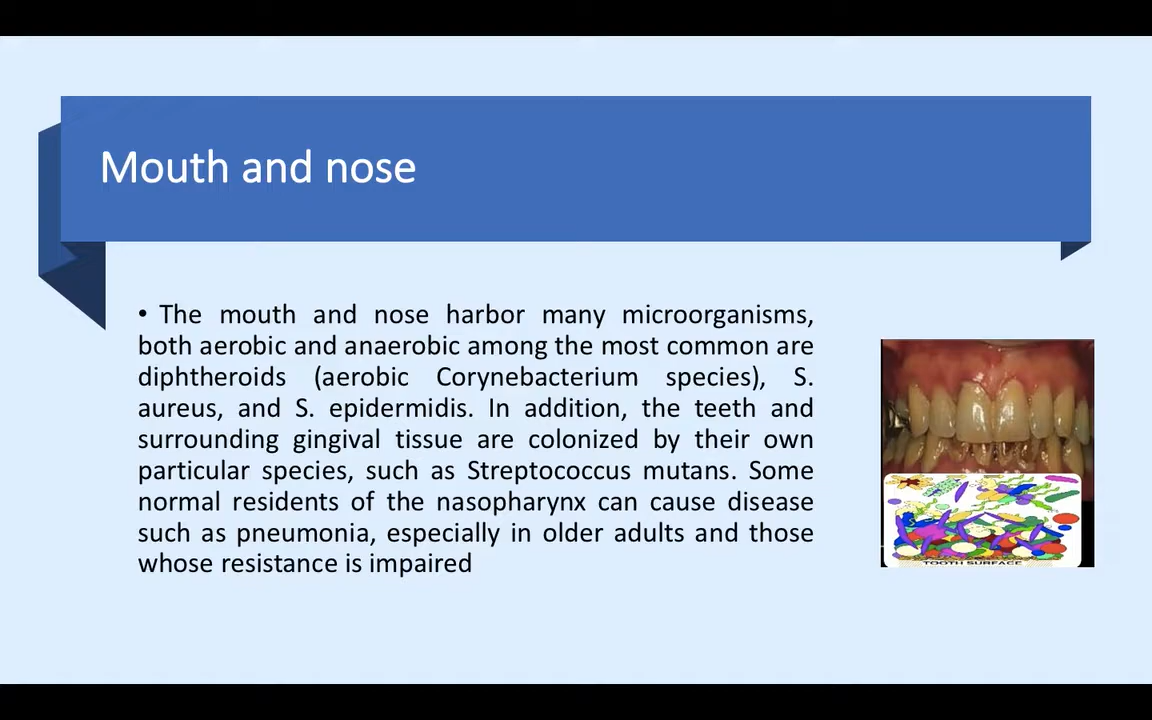 Mouth and nose
• The mouth and nose harbor many microorganisms,
both aerobic and anaerobic among the most common are
diphtheroids (aerobic Corynebacterium species), S.
aureus, and S. epidermidis. In addition, the teeth and
surrounding gingival tissue are colonized by their own
particular species, such as Streptococcus mutans. Some
normal residents of the nasopharynx can cause disease
such as pneumonia, especially in older adults and those
whose resistance is impaired
TOOTH SURFACE